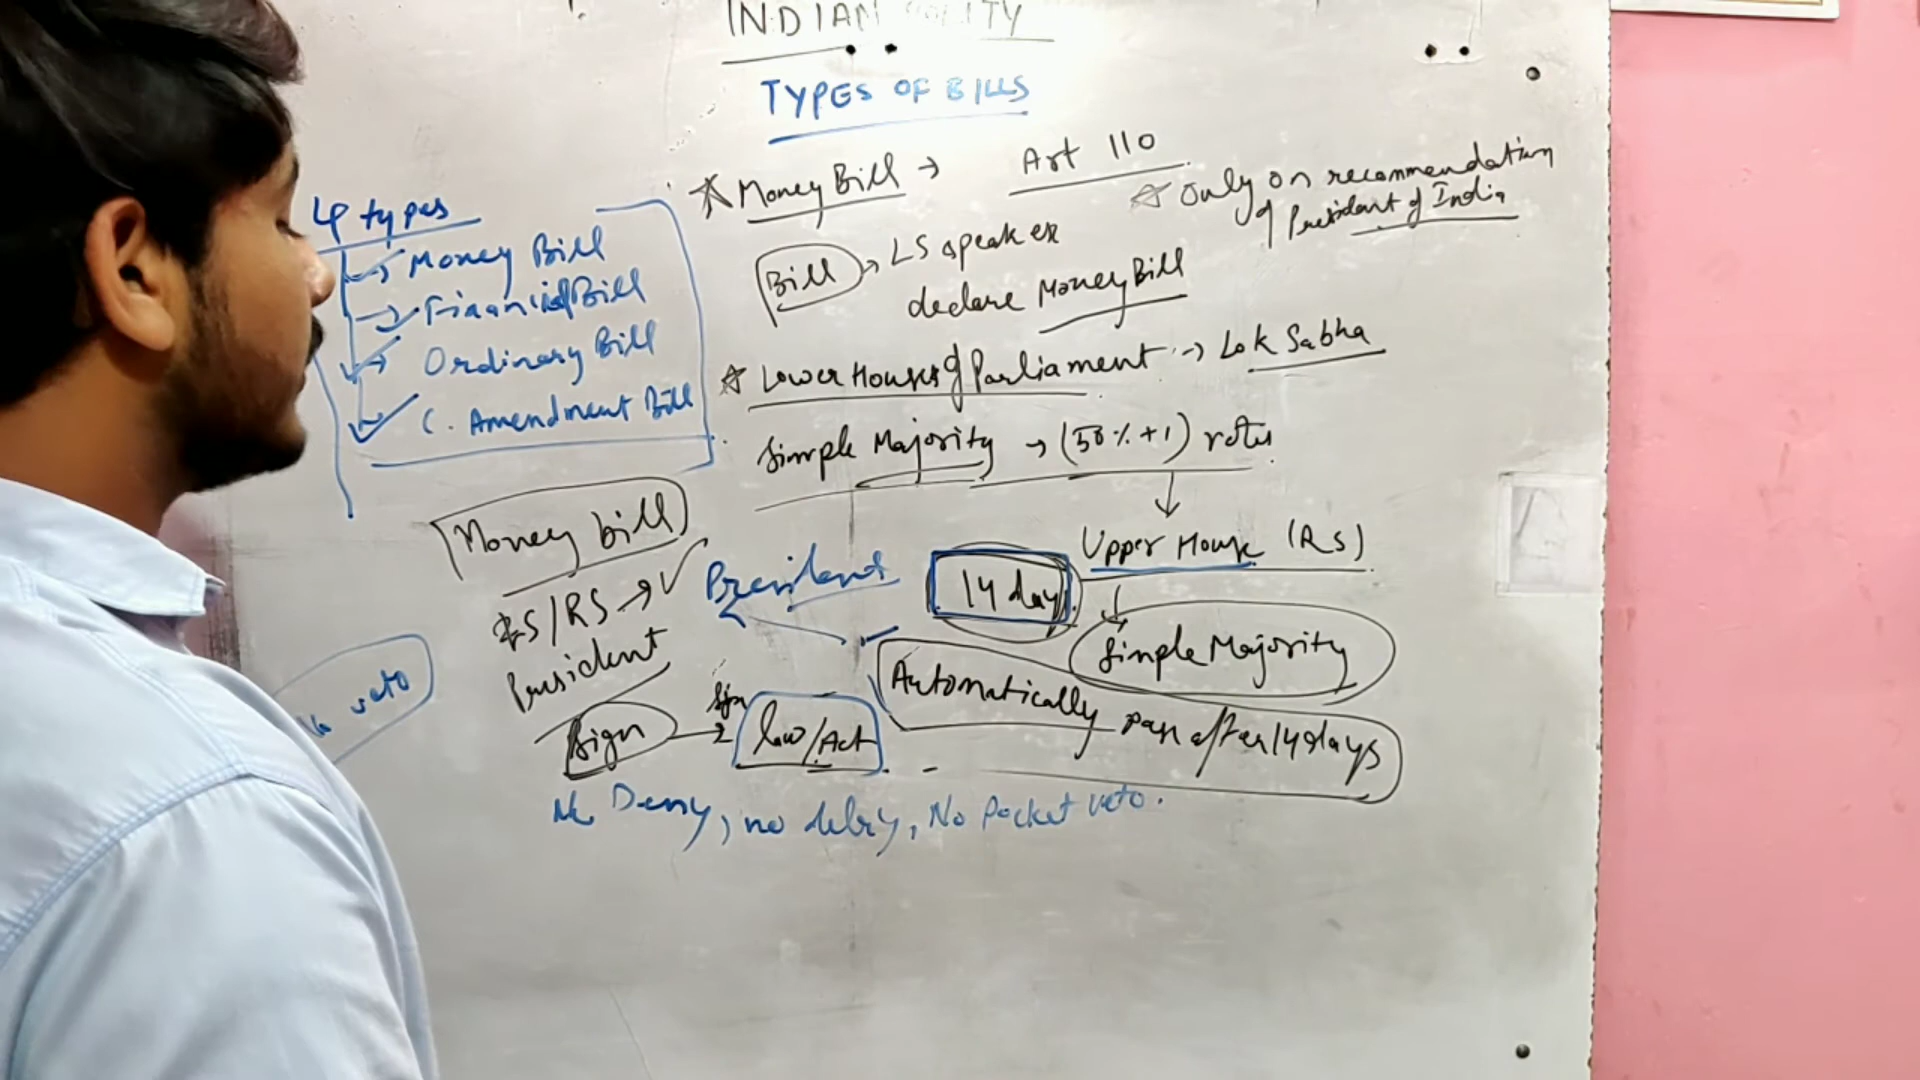 INDIAN POLITY
TYPES OF BILLS
4 types
Money Bill
Financial Bill
Ordinary Bill
C. Amendment Bill
Money Bill → Art 110
Only on recommendation
of President of India
Bill → LS speaker
declare Money Bill
Lower House of Parliament → Lok Sabha
Simple Majority → (50%+1) votes
Upper House (RS)
14 days
Simple Majority
Automatically pass after 14 days
President
Money bill
LS/RS → ✓
President
Sign → Sign law/Act
No Deny, no delay, No Pocket veto.
veto